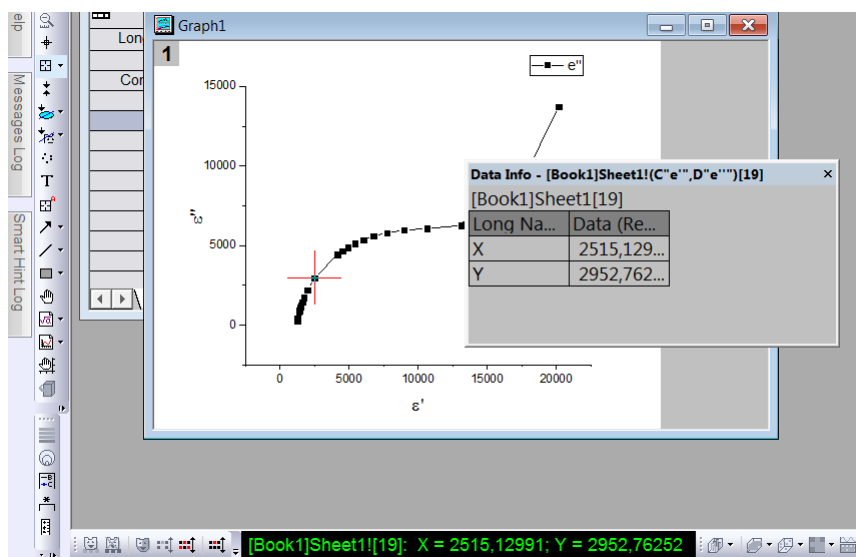 elp
Messages Log
Smart Hint Log
Lon
Cor
Graph1
1
e"
15000
10000
5000
0
ε"
0
5000
10000
15000
20000
ε'
Data Info - [Book1]Sheet1!(C"e'",D"e''")[19]
[Book1]Sheet1[19]
Long Na... Data (Re...
X 2515,129...
Y 2952,762...
T
[Book1]Sheet1![19]: X = 2515,12991; Y = 2952,76252